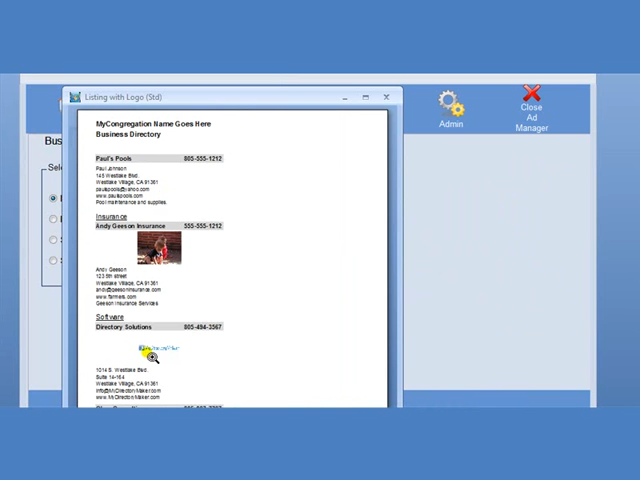 Listing with Logo (Std)
MyCongregation Name Goes Here
Business Directory
Paul's Pools 805-555-1212
Paul Johnson
145 Westlake Blvd.
Westlake Village, CA 91361
paulspools@yahoo.com
www.paulspools.com
Pool maintenance and supplies.
Insurance
Andy Geeson Insurance 555-555-1212
Andy Geeson
123 5th street
Westlake Village, CA 91361
andy@geesoninsurance.com
www.farmers.com
Geeson Insurance Services
Software
Directory Solutions 805-494-3567
1014 S. Westlake Blvd.
Suite 14-164
Westlake Village, CA 91361
info@MyDirectoryMaker.com
www.MyDirectoryMaker.com
Busi
Sele
Admin
Close
Ad
Manager